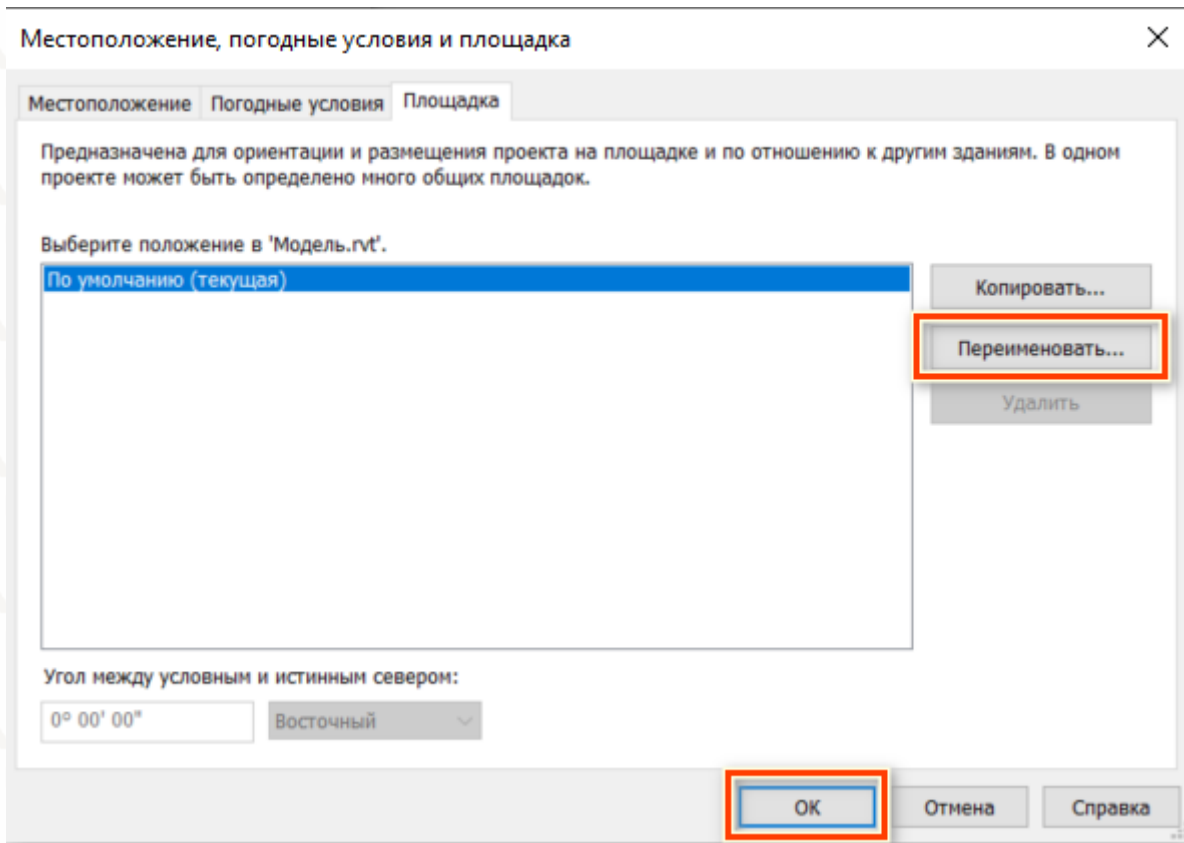 Местоположение, погодные условия и площадка
Местоположение Погодные условия Площадка
Предназначена для ориентации и размещения проекта на площадке и по отношению к другим зданиям. В одном
проекте может быть определено много общих площадок.
Выберите положение в 'Модель.rvt'.
По умолчанию (текущая)
Копировать...
Переименовать...
Удалить
Угол между условным и истинным севером:
0° 00' 00"
Восточный
ОК
Отмена
Справка